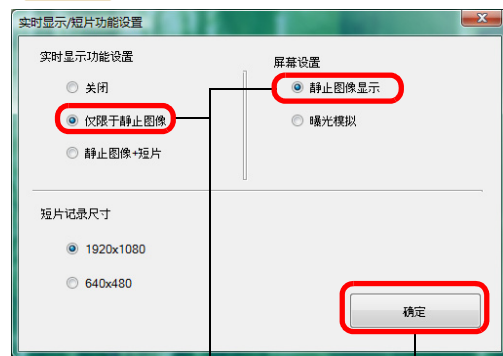 实时显示/短片功能设置
实时显示功能设置
关闭
仅限于静止图像
静止图像+短片
屏幕设置
静止图像显示
曝光模拟
短片记录尺寸
1920x1080
640x480
确定